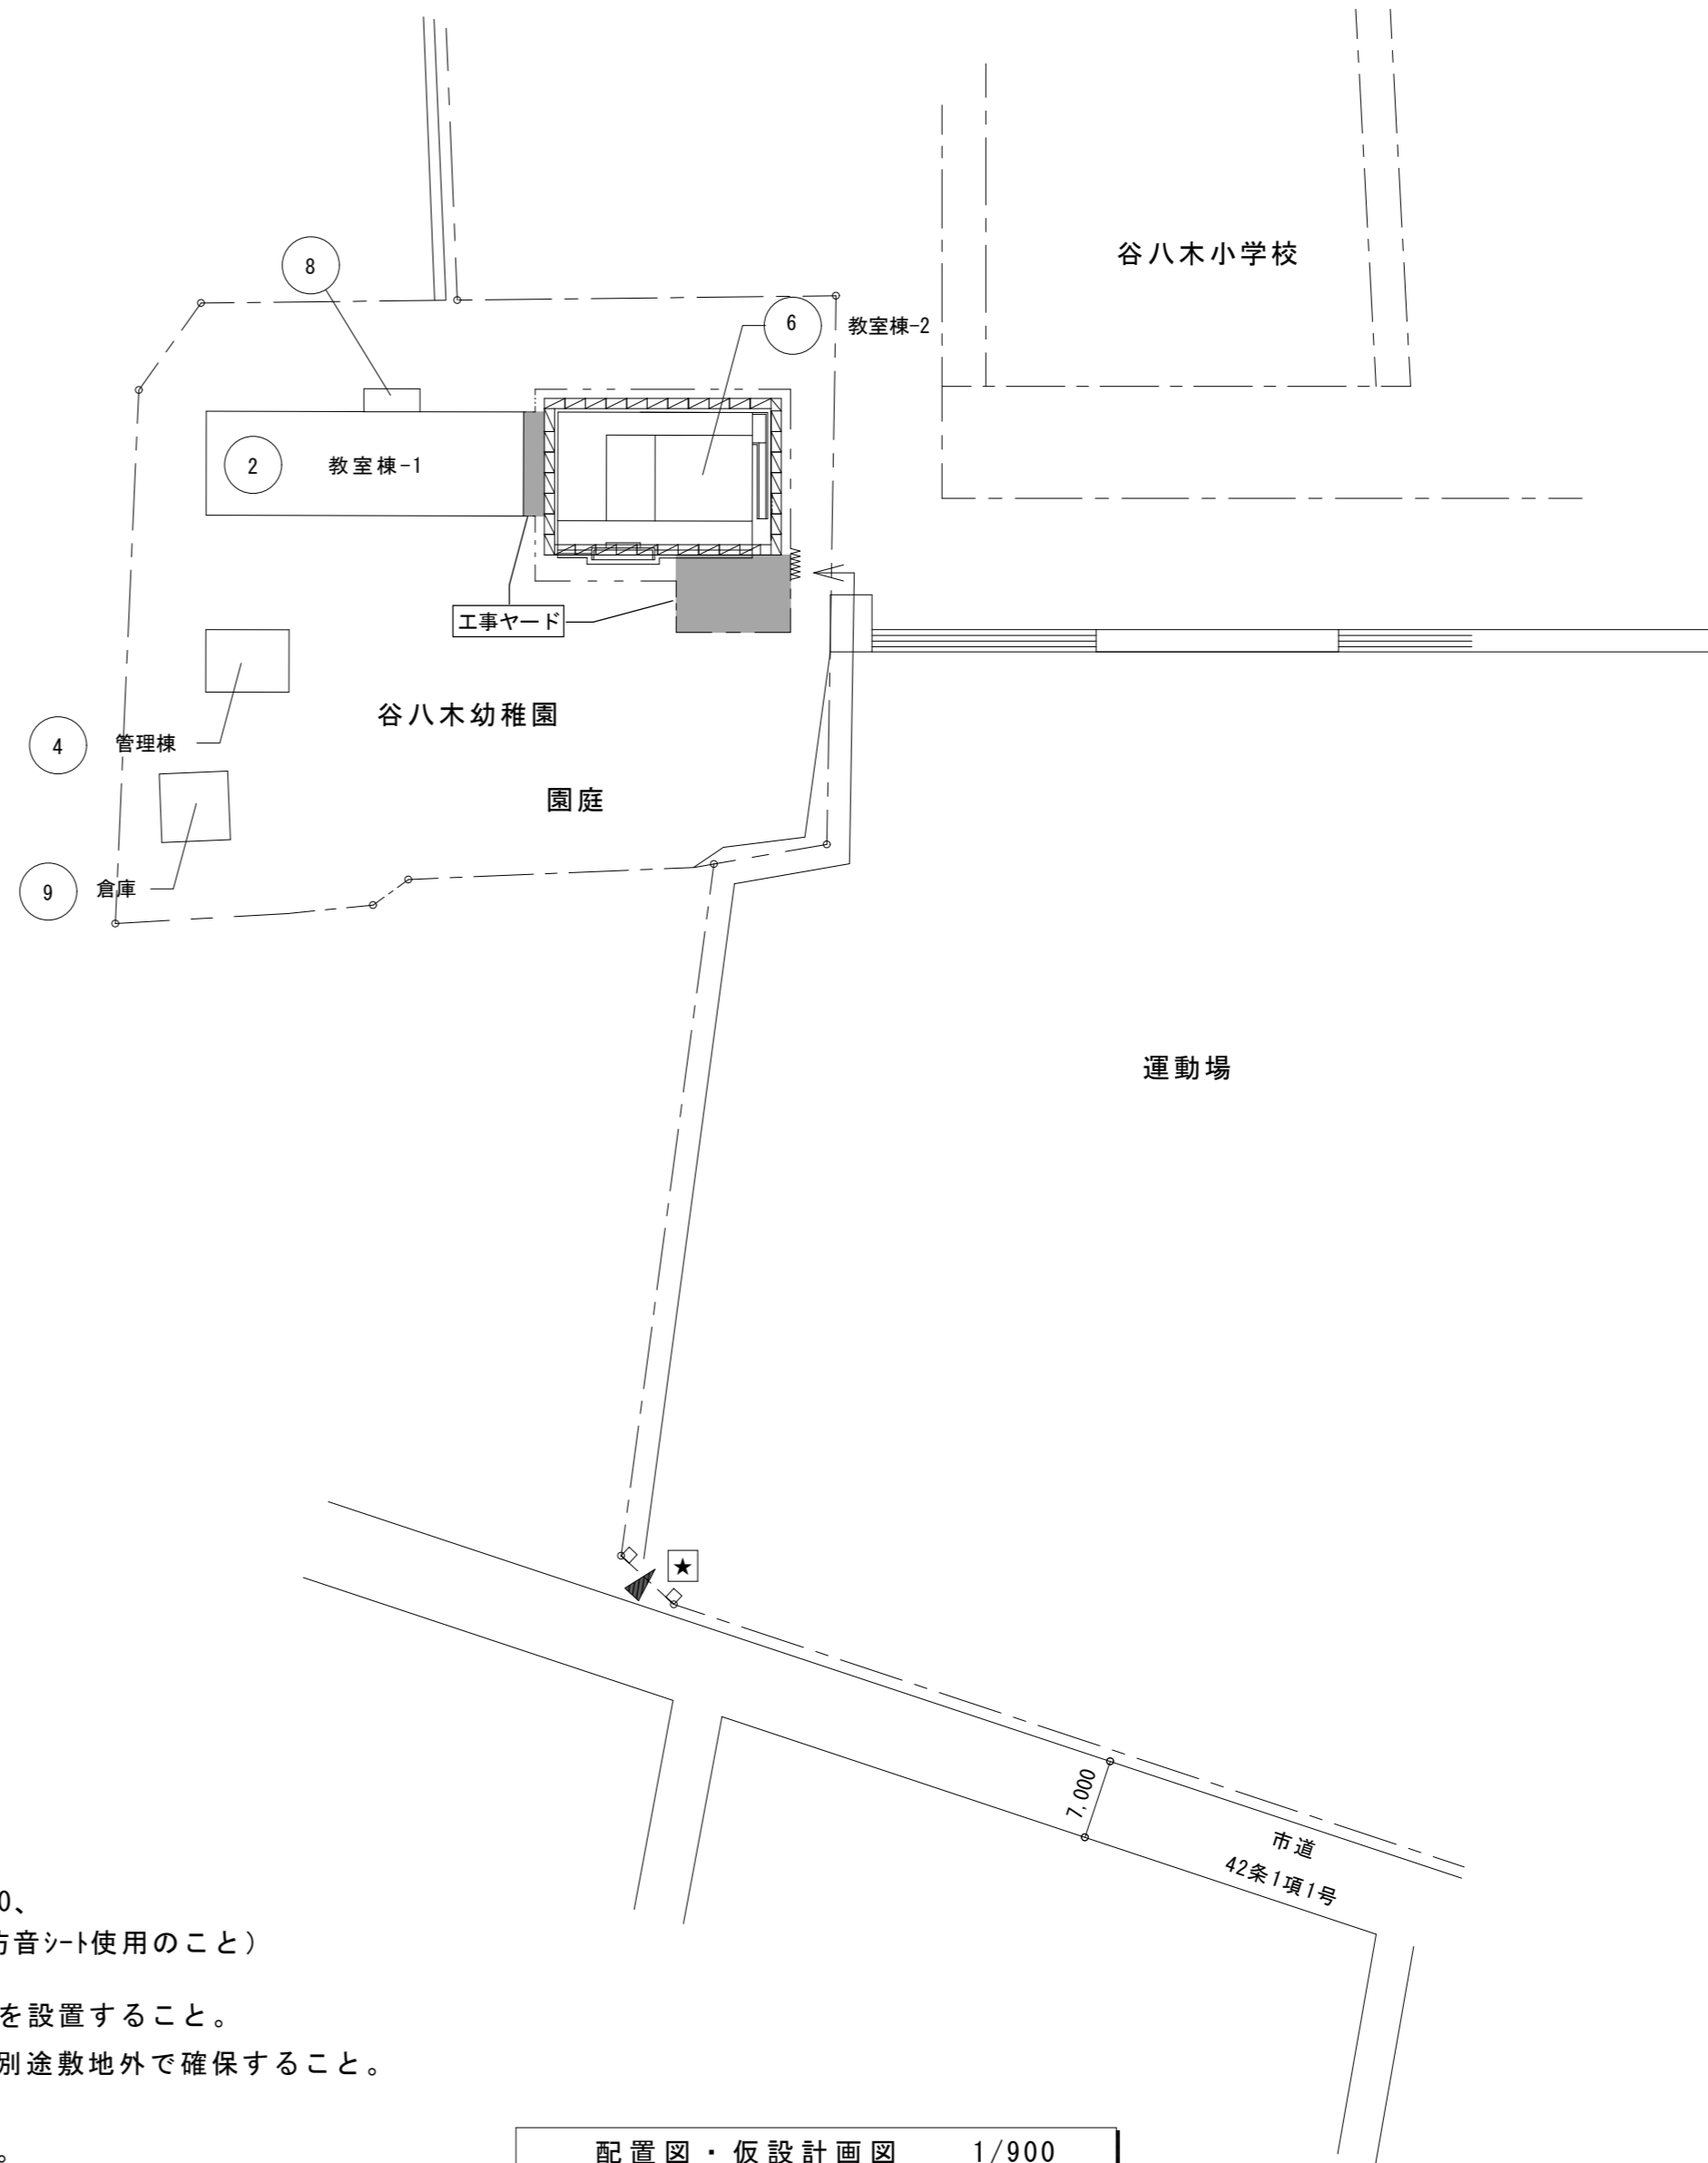 谷八木小学校
8
6
教室棟-2
2
教室棟-1
工事ヤード
谷八木幼稚園
4
管理棟
園庭
9
倉庫
運動場
★
7,000
市道
42条1項1号
0、
音ｼｰﾄ使用のこと）
を設置すること。
別途敷地外で確保すること。
。
配置図・仮設計画図 1/900